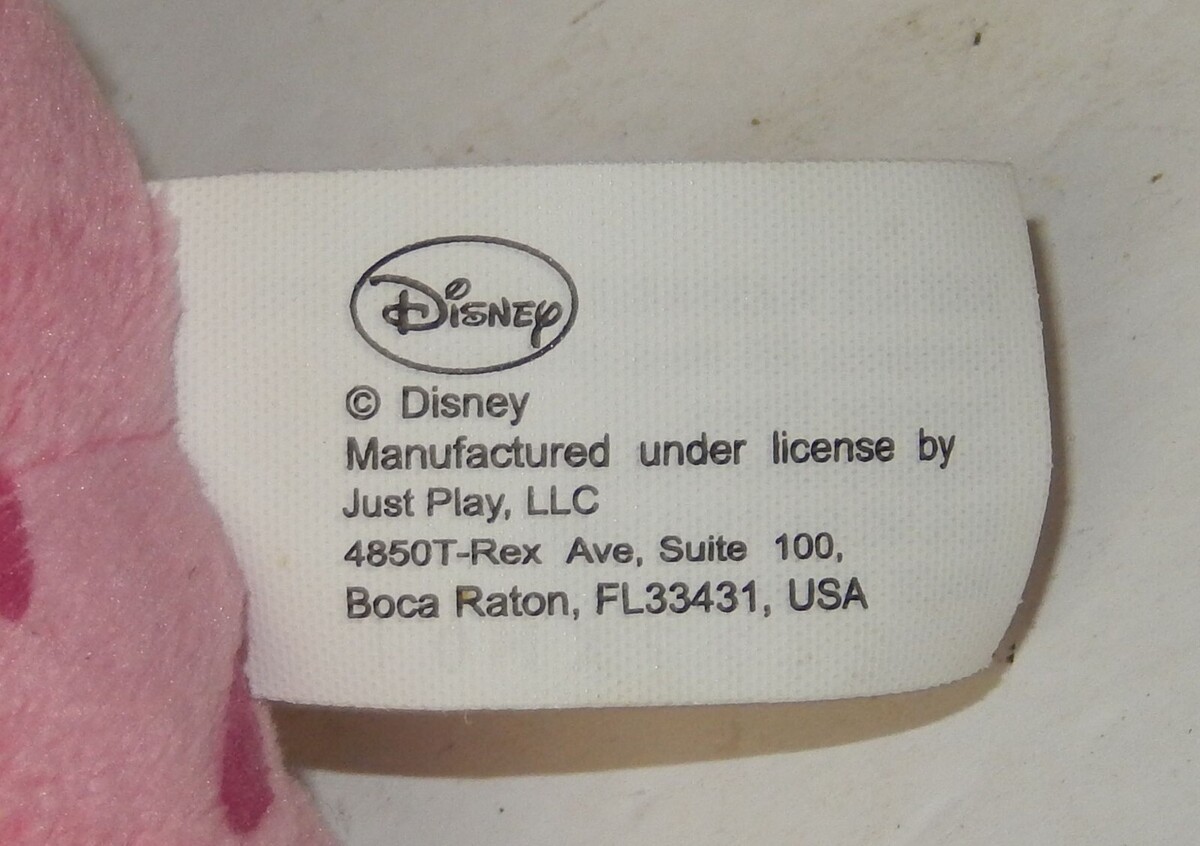 Disney
© Disney
Manufactured under license by
Just Play, LLC
4850T-Rex Ave, Suite 100,
Boca Raton, FL33431, USA